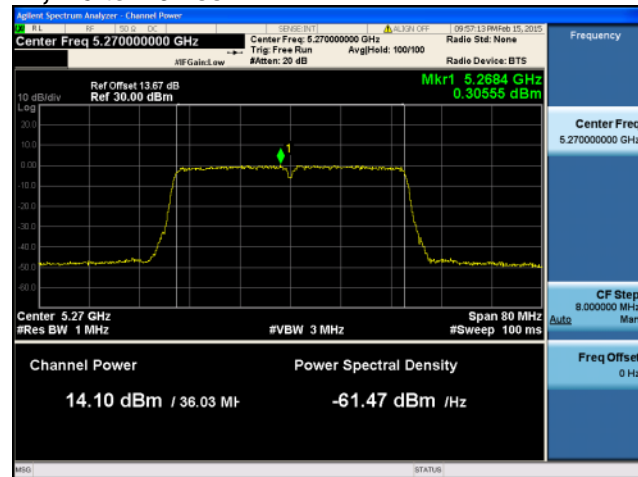 Agilent Spectrum Analyzer - Channel Power
RL RF 50 Ω DC SENSE:INT ALIGN OFF 09:57:13 PM Feb 15, 2015
Center Freq 5.270000000 GHz
Center Freq: 5.270000000 GHz
Radio Std: None
Trig: Free Run Avg|Hold: 100/100
#IFGain:Low #Atten: 20 dB Radio Device: BTS
Ref Offset 13.67 dB
10 dB/div Ref 30.00 dBm
Mkr1 5.2684 GHz
0.30555 dBm
Log
20.0
10.0
1
0.00
-10.0
-20.0
-30.0
-40.0
-50.0
-60.0
Center 5.27 GHz Span 80 MHz
#Res BW 1 MHz #VBW 3 MHz #Sweep 100 ms
Channel Power Power Spectral Density
14.10 dBm / 36.03 MH -61.47 dBm /Hz
MSG STATUS
Frequency
Center Freq
5.270000000 GHz
CF Step
8.000000 MHz
Auto Man
Freq Offset
0 Hz